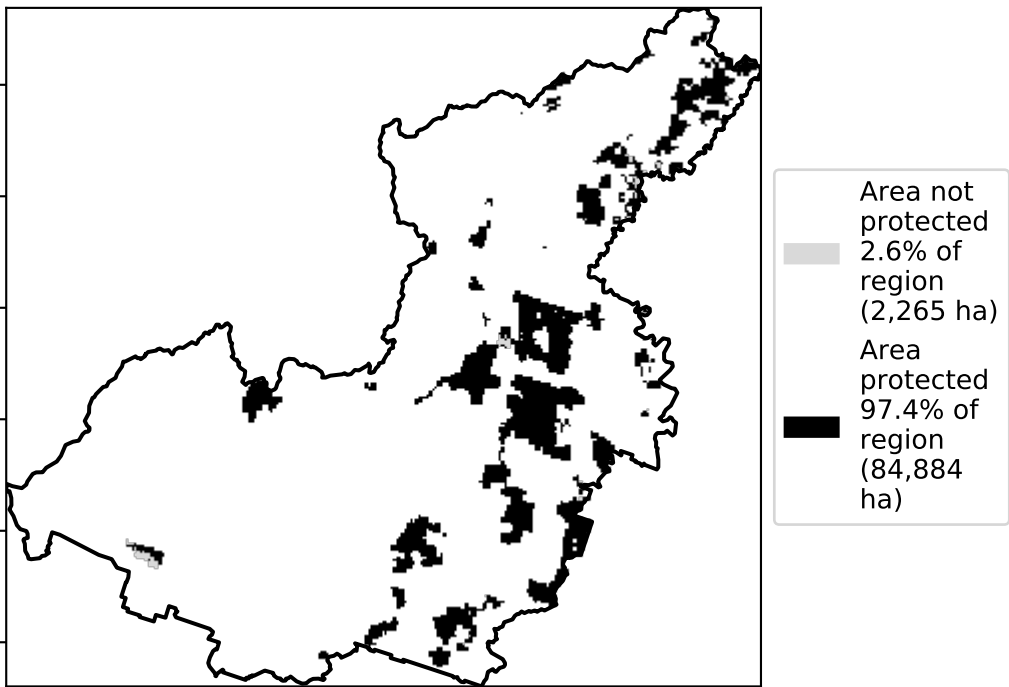 Area not
protected
2.6% of
region
(2,265 ha)
Area
protected
97.4% of
region
(84,884
ha)